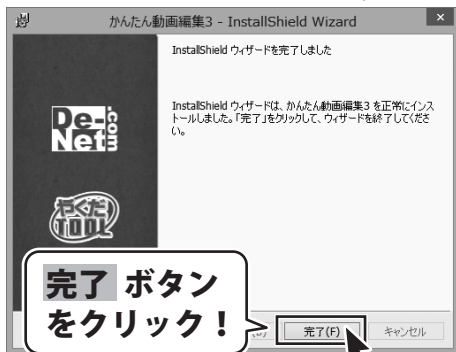 かんたん動画編集3 - InstallShield Wizard
×
InstallShield ウィザードを完了しました
InstallShield ウィザードは、かんたん動画編集3 を正常にインス
トールしました。「完了」をクリックして、ウィザードを終了してくださ
い。
De-
Net
.com
やくだち
TOOL
完了 ボタン
をクリック！
完了(F)
キャンセル